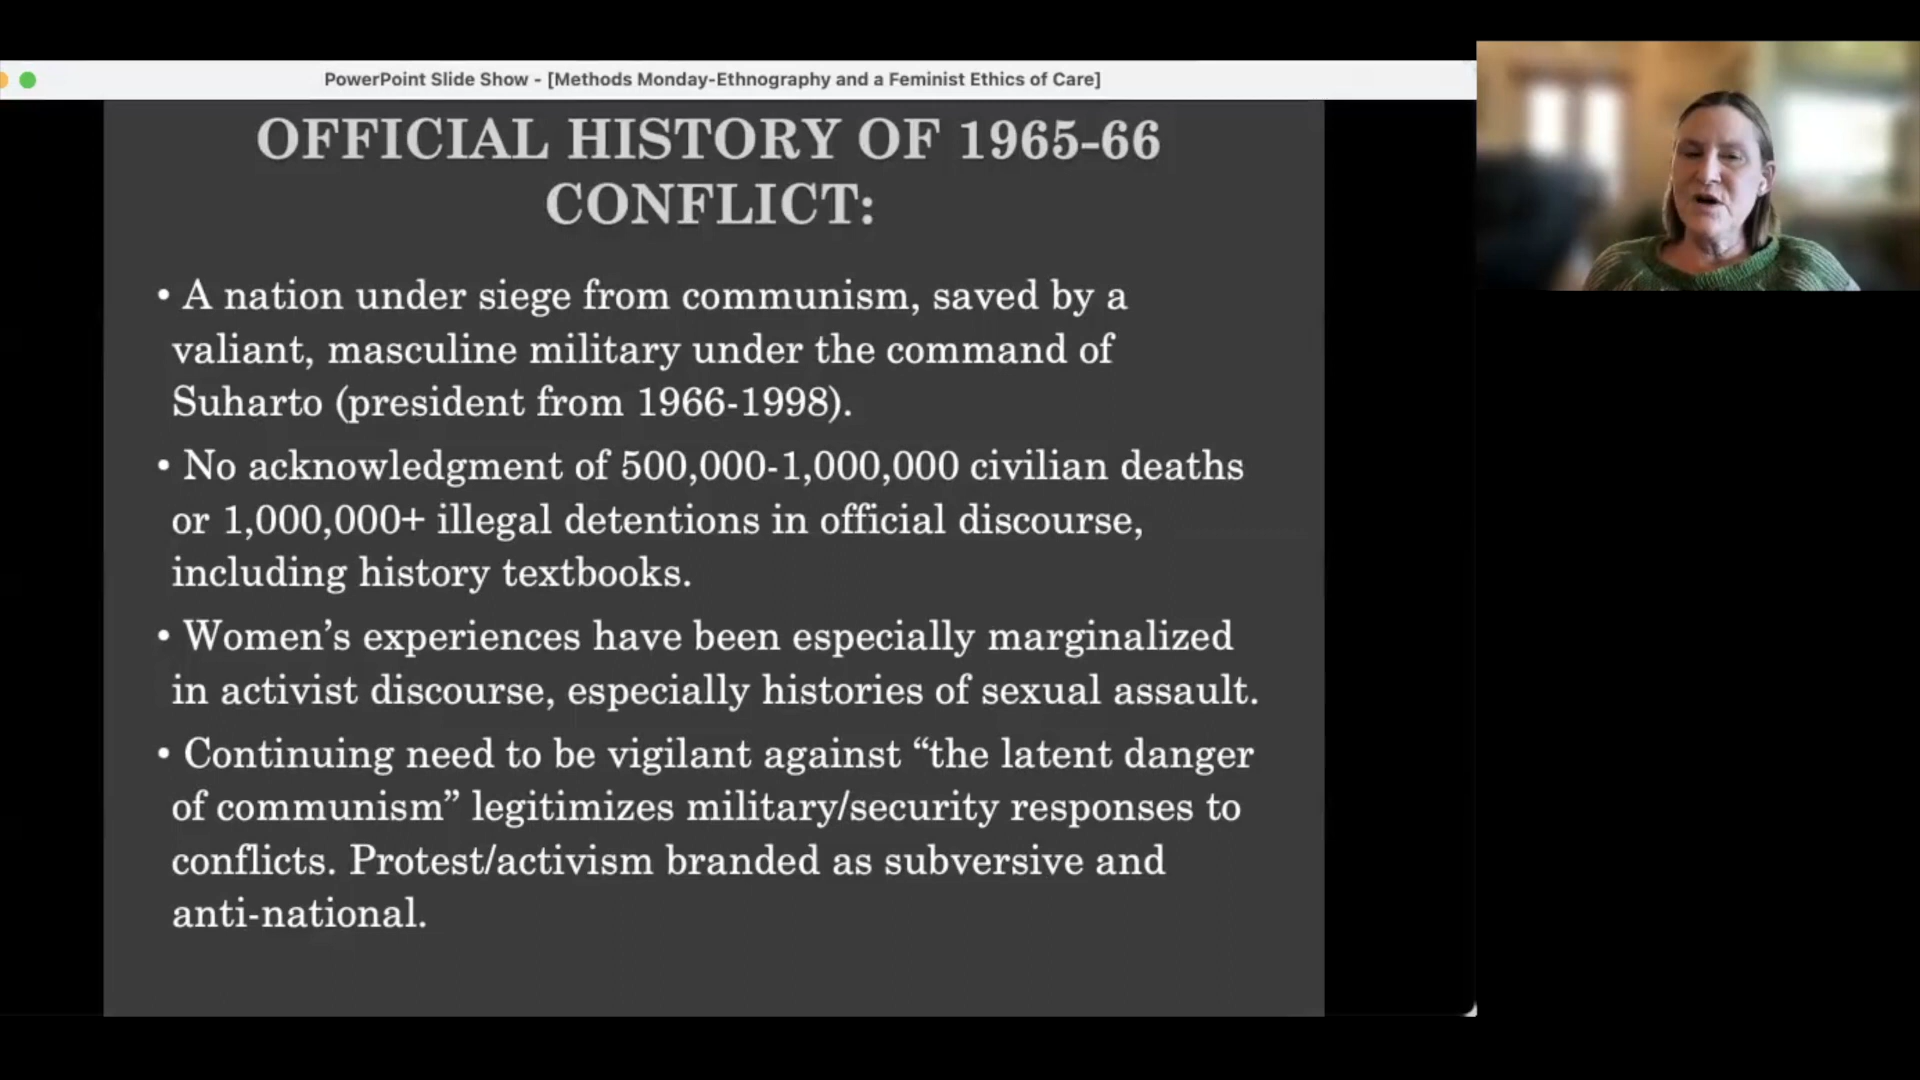 PowerPoint Slide Show - [Methods Monday-Ethnography and a Feminist Ethics of Care]
OFFICIAL HISTORY OF 1965-66
CONFLICT:
• A nation under siege from communism, saved by a
valiant, masculine military under the command of
Suharto (president from 1966-1998).
• No acknowledgment of 500,000-1,000,000 civilian deaths
or 1,000,000+ illegal detentions in official discourse,
including history textbooks.
• Women’s experiences have been especially marginalized
in activist discourse, especially histories of sexual assault.
• Continuing need to be vigilant against “the latent danger
of communism” legitimizes military/security responses to
conflicts. Protest/activism branded as subversive and
anti-national.